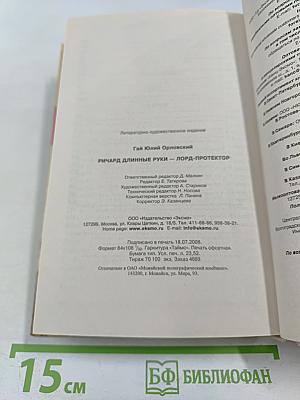 Литературно-художественное издание
Гай Юлий Орловский
РИЧАРД ДЛИННЫЕ РУКИ — ЛОРД-ПРОТЕКТОР
Ответственный редактор Д. Малкин
Редактор Е. Татарова
Художественный редактор А. Стариков
Технический редактор Н. Носова
Компьютерная верстка Л. Панина
Корректор Э. Казанцева
ООО «Издательство «Эксмо»
127299, Москва, ул. Клары Цеткин, д. 18/5. Тел. 411-68-86, 956-39-21.
Home page: www.eksmo.ru E-mail: info@eksmo.ru
Подписано в печать 18.07.2008.
Формат 84x108 1/32. Гарнитура «Таймс». Печать офсетная.
Бумага тип. Усл. печ. л. 23,52.
Тираж 70 100 экз. Заказ 4693.
Отпечатано в ОАО «Можайский полиграфический комбинат».
143200, г. Можайск, ул. Мира, 93.
15 см
БФ БИБЛИОФАН